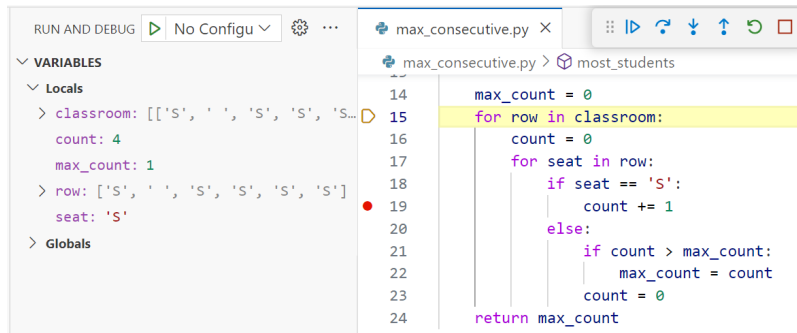 RUN AND DEBUG No Configu
VARIABLES
Locals
classroom: [['S', ' ', 'S', 'S', 'S…
count: 4
max_count: 1
row: ['S', ' ', 'S', 'S', 'S', 'S']
seat: 'S'
Globals
max_consecutive.py
max_consecutive.py > most_students
14 max_count = 0
15 for row in classroom:
16 count = 0
17 for seat in row:
18 if seat == 'S':
19 count += 1
20 else:
21 if count > max_count:
22 max_count = count
23 count = 0
24 return max_count